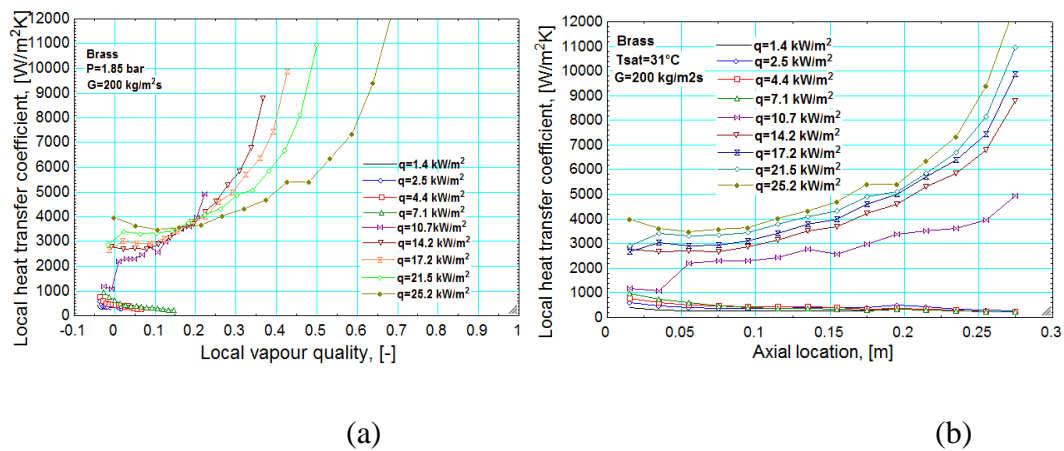 12000
11000
10000
9000
8000
7000
6000
5000
4000
3000
2000
1000
0
Local heat transfer coefficient, [W/m²K]
Brass
P=1.85 bar
G=200 kg/m²s
q=1.4 kW/m²
q=2.5 kW/m²
q=4.4 kW/m²
q=7.1 kW/m²
q=10.7kW/m²
q=14.2 kW/m²
q=17.2 kW/m²
q=21.5 kW/m²
q=25.2 kW/m²
-0.1 0 0.1 0.2 0.3 0.4 0.5 0.6 0.7 0.8 0.9 1
Local vapour quality, [-]
(a)
12000
11000
10000
9000
8000
7000
6000
5000
4000
3000
2000
1000
0
Local heat transfer coefficient, [W/m²K]
Brass
Tsat=31°C
G=200 kg/m2s
q=1.4 kW/m²
q=2.5 kW/m²
q=4.4 kW/m²
q=7.1 kW/m²
q=10.7 kW/m²
q=14.2 kW/m²
q=17.2 kW/m²
q=21.5 kW/m²
q=25.2 kW/m²
0 0.05 0.1 0.15 0.2 0.25 0.3
Axial location, [m]
(b)